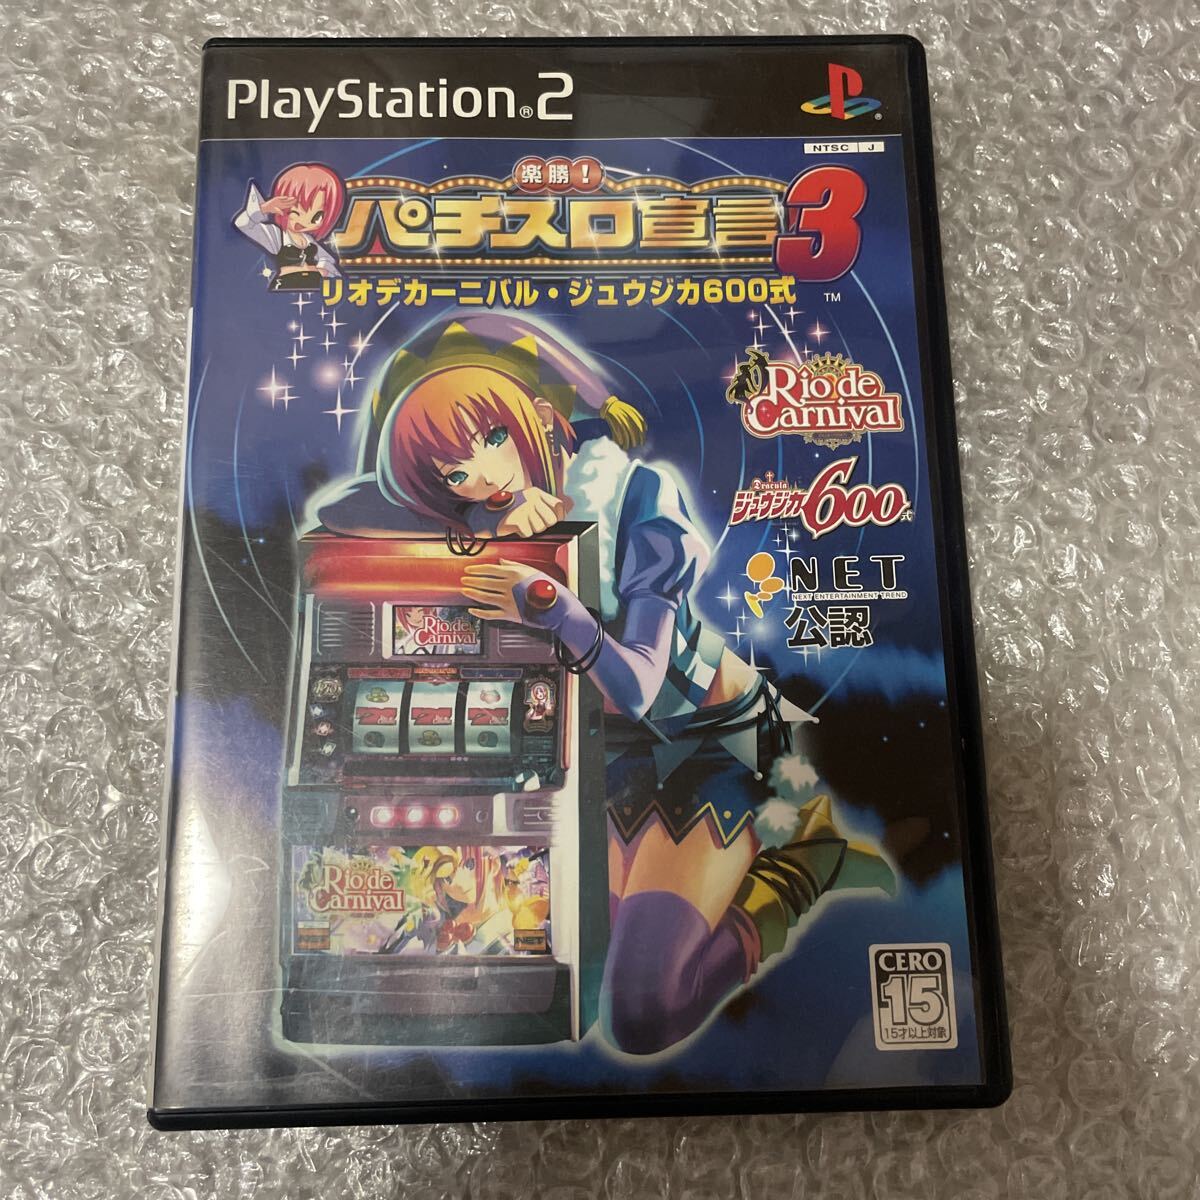 PlayStation®2
NTSC J
楽勝!
パチスロ宣言3
リオデカーニバル・ジュウジカ600式
TM
Rio de
Carnival
Dracula
ジュウジカ600式
NET
NEXT ENTERTAINMENT TREND
公認
Rio de
Carnival
Rio de
Carnival
NET
CERO
15
15才以上対象